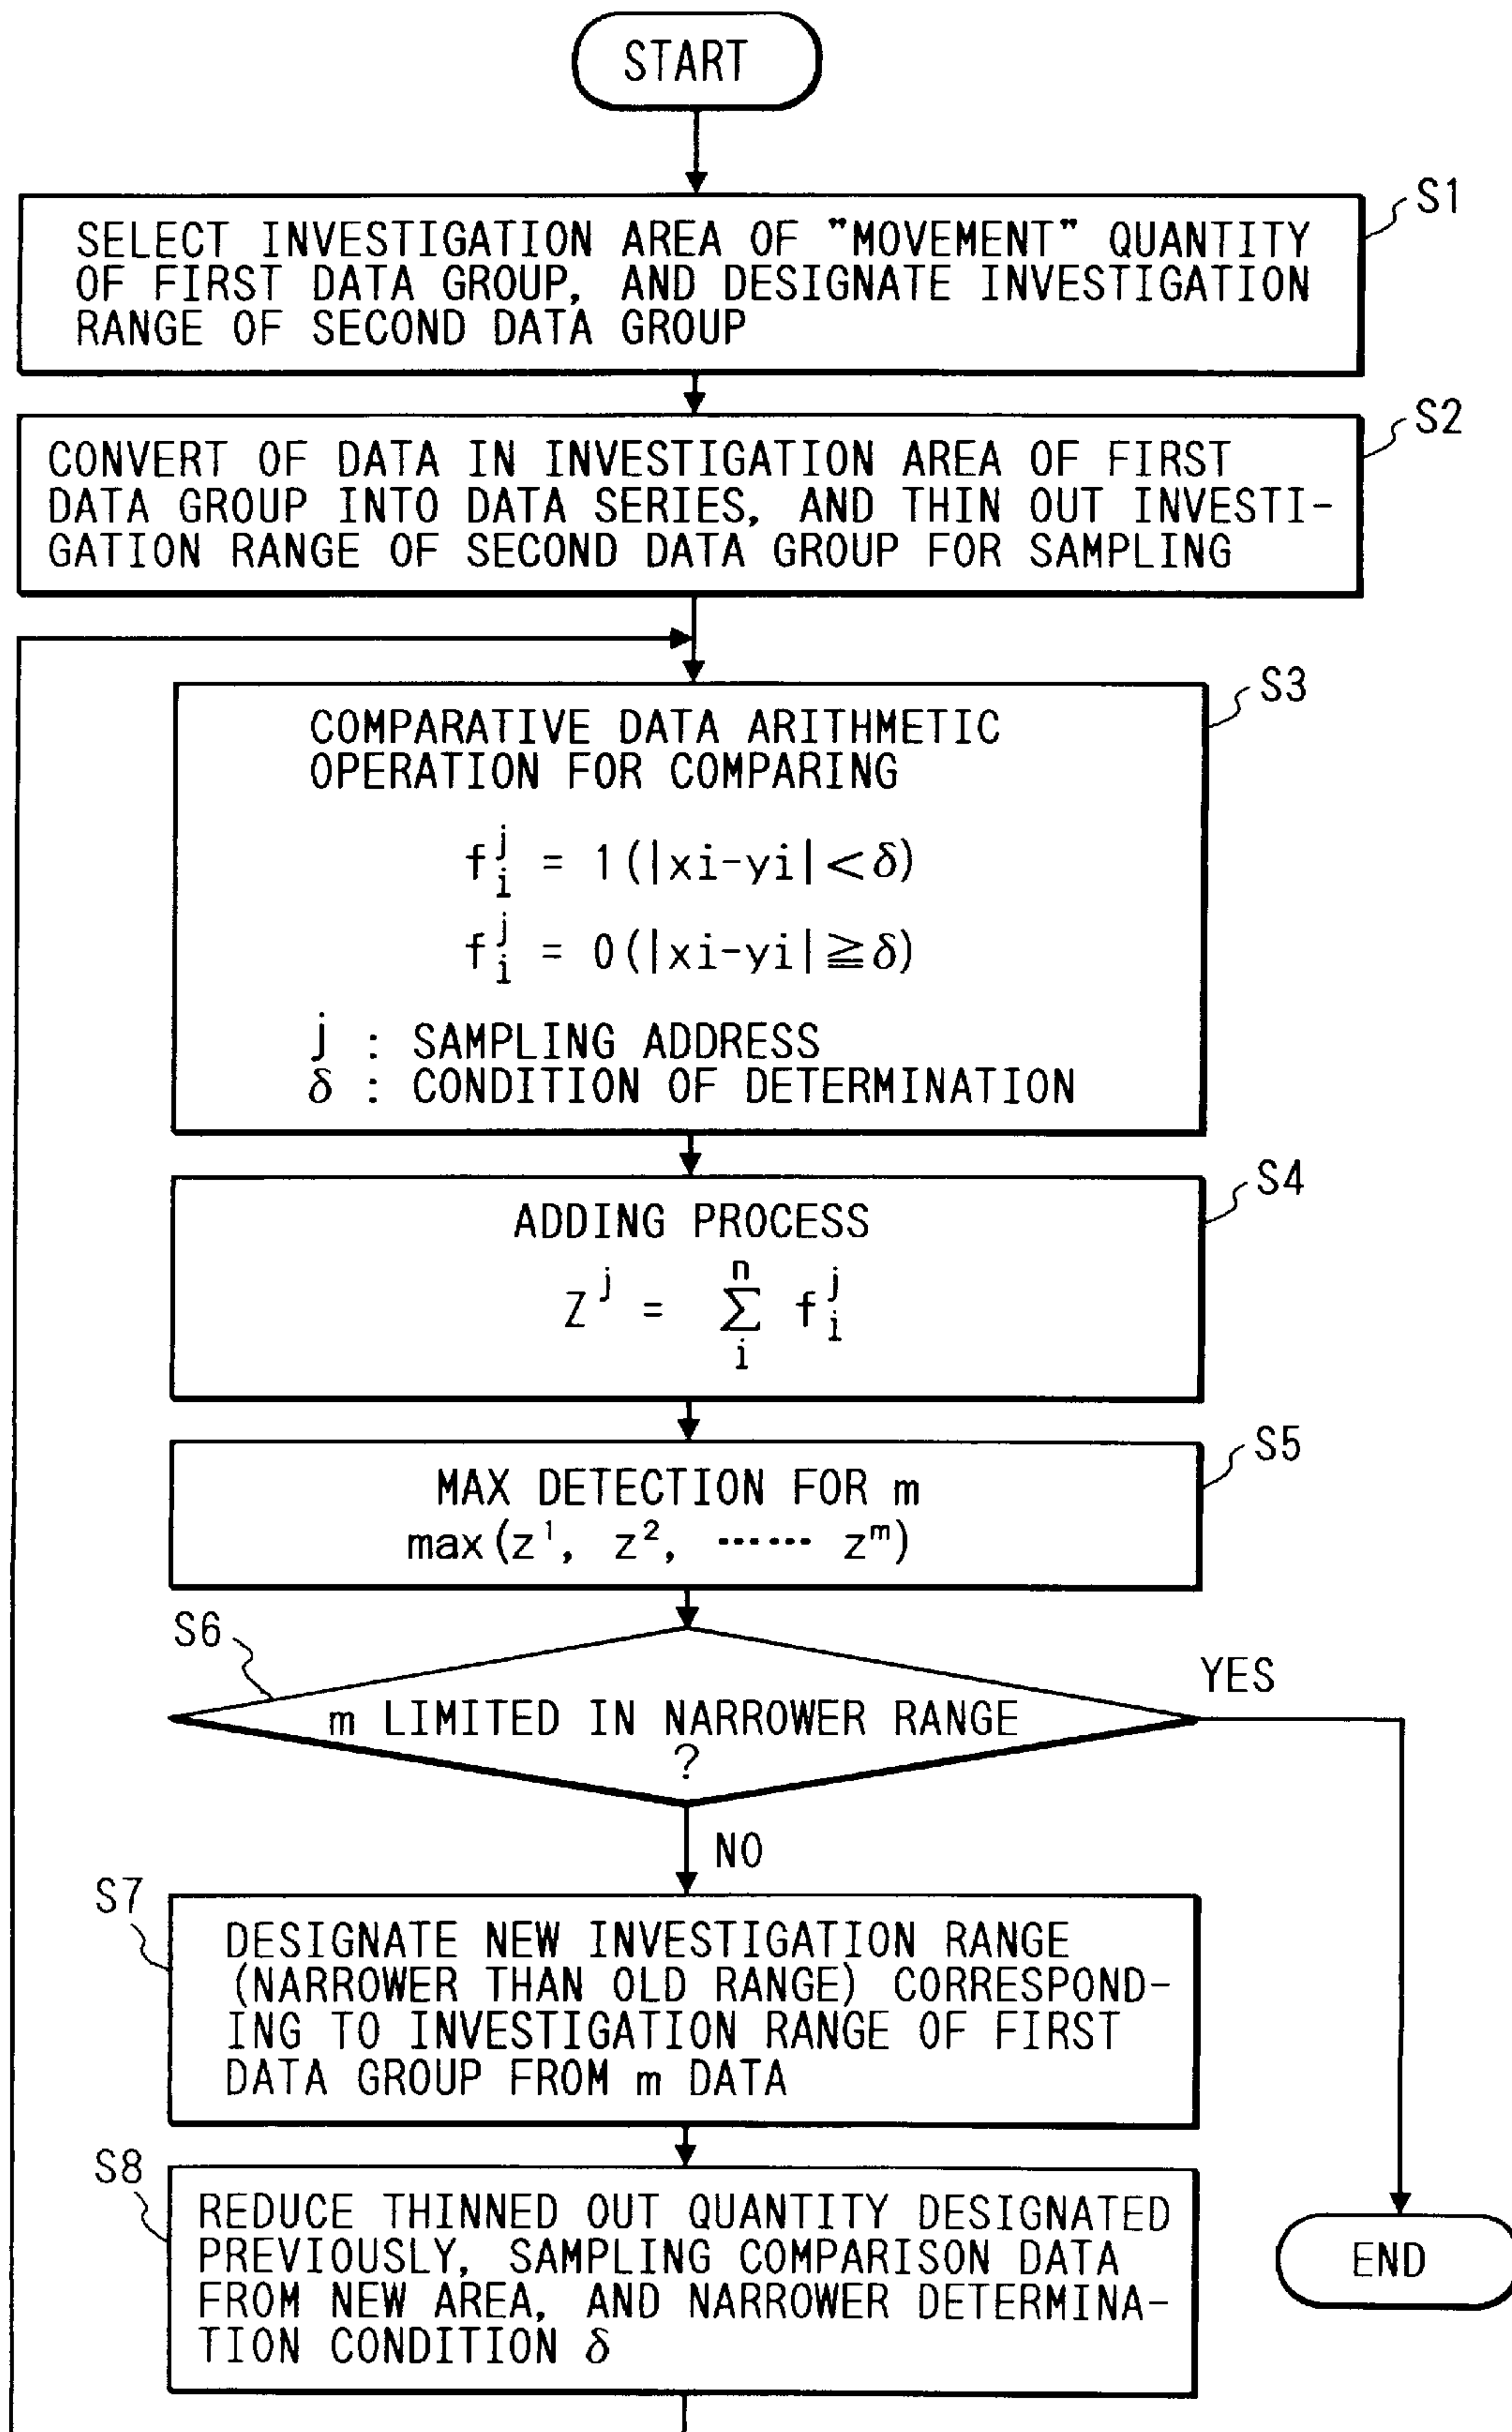 START
S1
SELECT INVESTIGATION AREA OF "MOVEMENT" QUANTITY
OF FIRST DATA GROUP, AND DESIGNATE INVESTIGATION
RANGE OF SECOND DATA GROUP
S2
CONVERT OF DATA IN INVESTIGATION AREA OF FIRST
DATA GROUP INTO DATA SERIES, AND THIN OUT INVESTI-
GATION RANGE OF SECOND DATA GROUP FOR SAMPLING
S3
COMPARATIVE DATA ARITHMETIC
OPERATION FOR COMPARING
f_i^j = 1(|xi-yi|<δ)
f_i^j = 0(|xi-yi|≧δ)
j : SAMPLING ADDRESS
δ : CONDITION OF DETERMINATION
S4
ADDING PROCESS
Z^j = Σ_i^n f_i^j
S5
MAX DETECTION FOR m
max(z¹, z², …… z^m)
S6
m LIMITED IN NARROWER RANGE
?
YES
NO
S7
DESIGNATE NEW INVESTIGATION RANGE
(NARROWER THAN OLD RANGE) CORRESPOND-
ING TO INVESTIGATION RANGE OF FIRST
DATA GROUP FROM m DATA
S8
REDUCE THINNED OUT QUANTITY DESIGNATED
PREVIOUSLY, SAMPLING COMPARISON DATA
FROM NEW AREA, AND NARROWER DETERMINA-
TION CONDITION δ
END